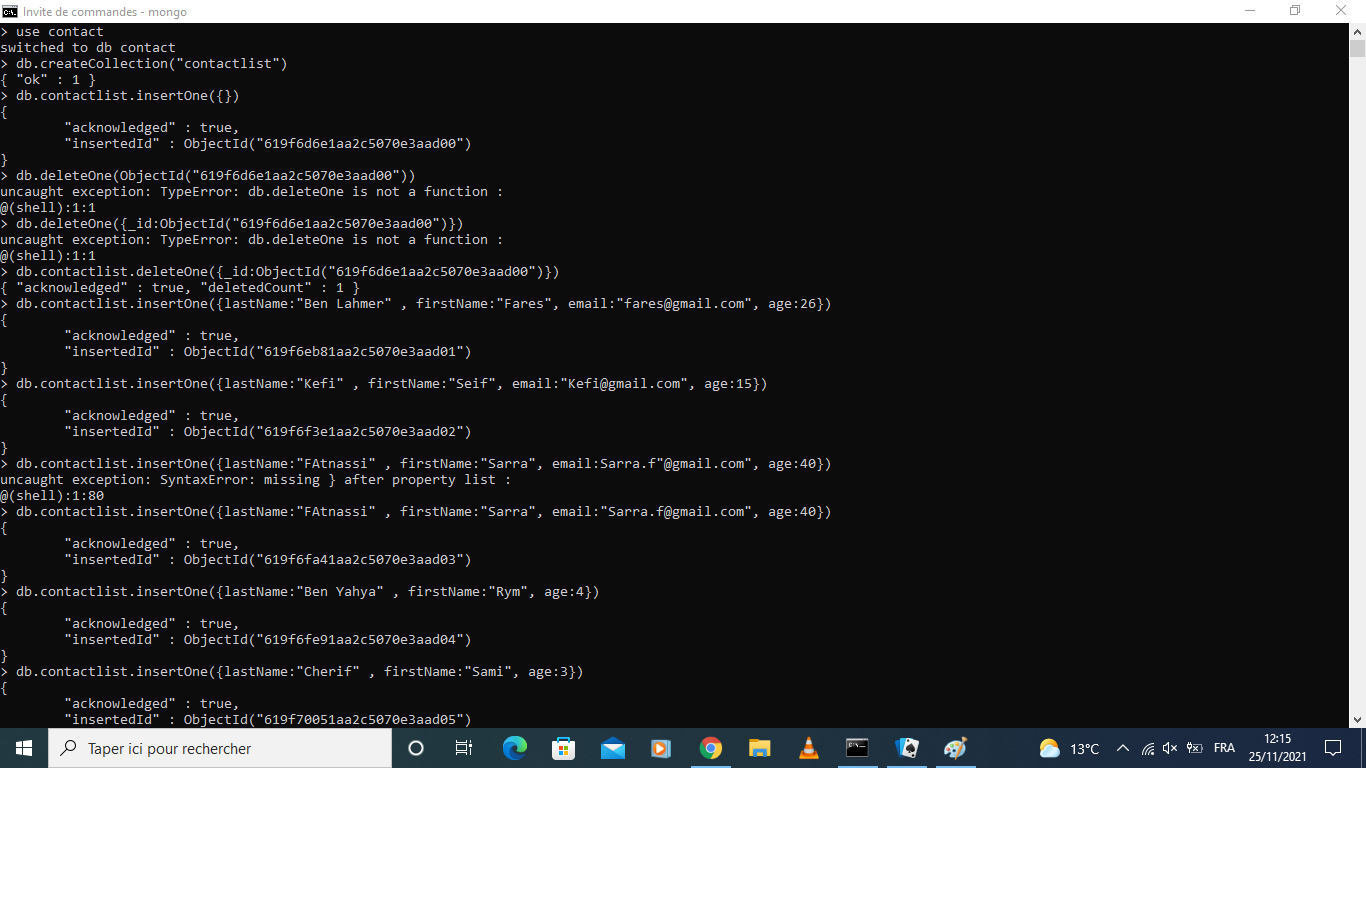 Invite de commandes - mongo
> use contact
switched to db contact
> db.createCollection("contactlist")
{ "ok" : 1 }
> db.contactlist.insertOne({})
{
        "acknowledged" : true,
        "insertedId" : ObjectId("619f6d6e1aa2c5070e3aad00")
}
> db.deleteOne(ObjectId("619f6d6e1aa2c5070e3aad00"))
uncaught exception: TypeError: db.deleteOne is not a function :
@(shell):1:1
> db.deleteOne({_id:ObjectId("619f6d6e1aa2c5070e3aad00")})
uncaught exception: TypeError: db.deleteOne is not a function :
@(shell):1:1
> db.contactlist.deleteOne({_id:ObjectId("619f6d6e1aa2c5070e3aad00")})
{ "acknowledged" : true, "deletedCount" : 1 }
> db.contactlist.insertOne({lastName:"Ben Lahmer" , firstName:"Fares", email:"fares@gmail.com", age:26})
{
        "acknowledged" : true,
        "insertedId" : ObjectId("619f6eb81aa2c5070e3aad01")
}
> db.contactlist.insertOne({lastName:"Kefi" , firstName:"Seif", email:"Kefi@gmail.com", age:15})
{
        "acknowledged" : true,
        "insertedId" : ObjectId("619f6f3e1aa2c5070e3aad02")
}
> db.contactlist.insertOne({lastName:"FAtnassi" , firstName:"Sarra", email:Sarra.f"@gmail.com", age:40})
uncaught exception: SyntaxError: missing } after property list :
@(shell):1:80
> db.contactlist.insertOne({lastName:"FAtnassi" , firstName:"Sarra", email:"Sarra.f@gmail.com", age:40})
{
        "acknowledged" : true,
        "insertedId" : ObjectId("619f6fa41aa2c5070e3aad03")
}
> db.contactlist.insertOne({lastName:"Ben Yahya" , firstName:"Rym", age:4})
{
        "acknowledged" : true,
        "insertedId" : ObjectId("619f6fe91aa2c5070e3aad04")
}
> db.contactlist.insertOne({lastName:"Cherif" , firstName:"Sami", age:3})
{
        "acknowledged" : true,
        "insertedId" : ObjectId("619f70051aa2c5070e3aad05")
Taper ici pour rechercher
13°C
FRA
12:15
25/11/2021